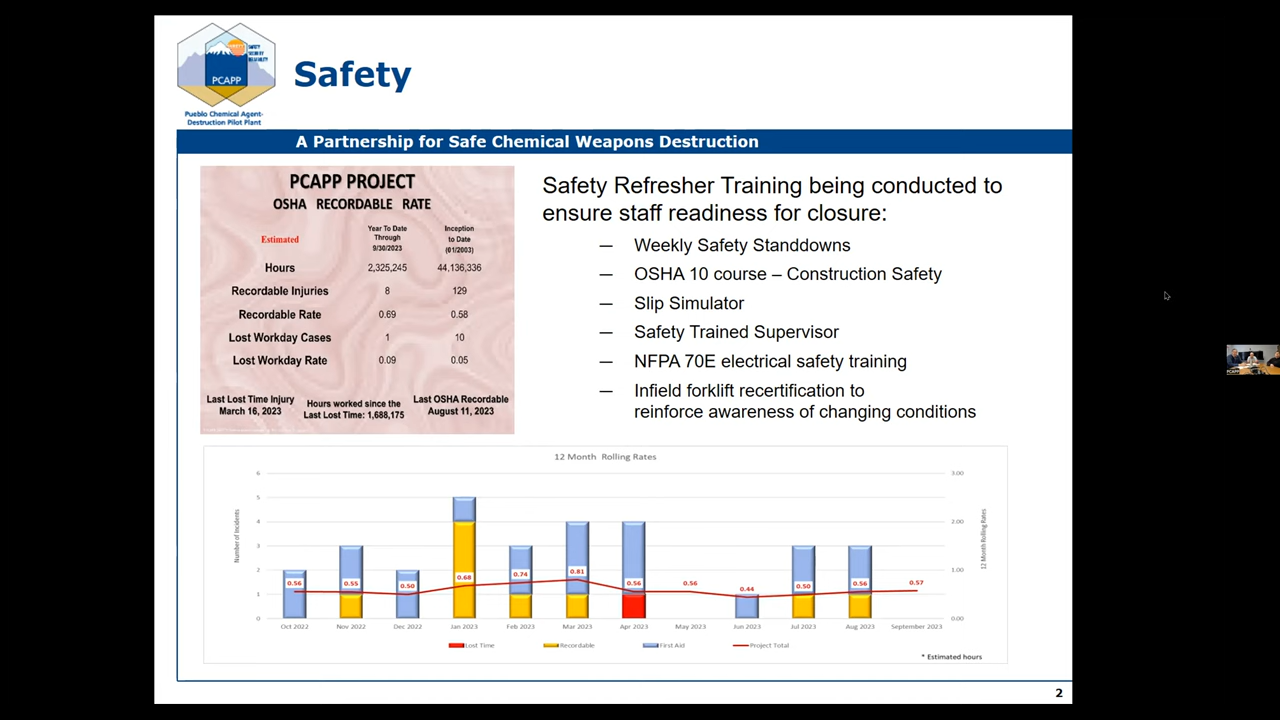 SAFETY
PCAPP
Pueblo Chemical Agent-
Destruction Pilot Plant
Safety
A Partnership for Safe Chemical Weapons Destruction
PCAPP PROJECT
OSHA RECORDABLE RATE
Estimated
Year To Date
Through
9/30/2023
Inception
to Date
(01/2003)
Hours 2,325,245 44,136,336
Recordable Injuries 8 129
Recordable Rate 0.69 0.58
Lost Workday Cases 1 10
Lost Workday Rate 0.09 0.05
Last Lost Time Injury
March 16, 2023
Hours worked since the
Last Lost Time: 1,688,175
Last OSHA Recordable
August 11, 2023
Safety Refresher Training being conducted to
ensure staff readiness for closure:
— Weekly Safety Standdowns
— OSHA 10 course – Construction Safety
— Slip Simulator
— Safety Trained Supervisor
— NFPA 70E electrical safety training
— Infield forklift recertification to
reinforce awareness of changing conditions
12 Month Rolling Rates
Number of Incidents
6
5
4
3
2
1
0
3.00
2.00
1.00
0.00
12 Month Rolling Rates
0.56 0.55 0.50 0.68 0.74 0.81 0.56 0.56 0.44 0.50 0.56 0.57
Oct 2022 Nov 2022 Dec 2022 Jan 2023 Feb 2023 Mar 2023 Apr 2023 May 2023 Jun 2023 Jul 2023 Aug 2023 September 2023
Lost Time Recordable First Aid Project Total
* Estimated hours
2
PCAPP